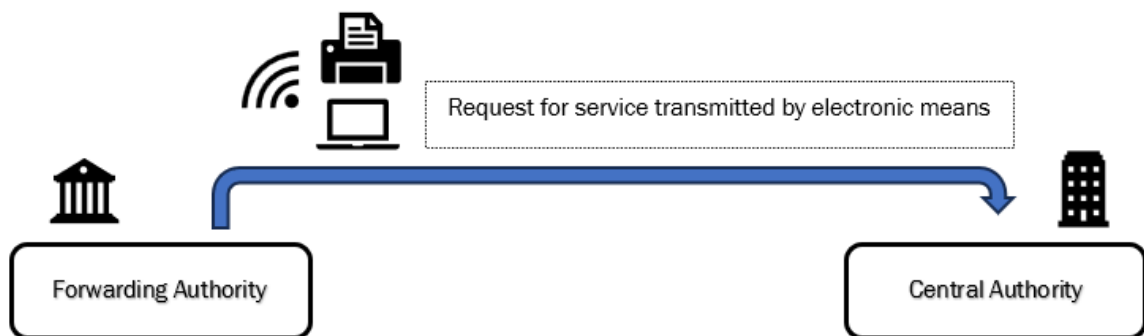 Request for service transmitted by electronic means
Forwarding Authority
Central Authority